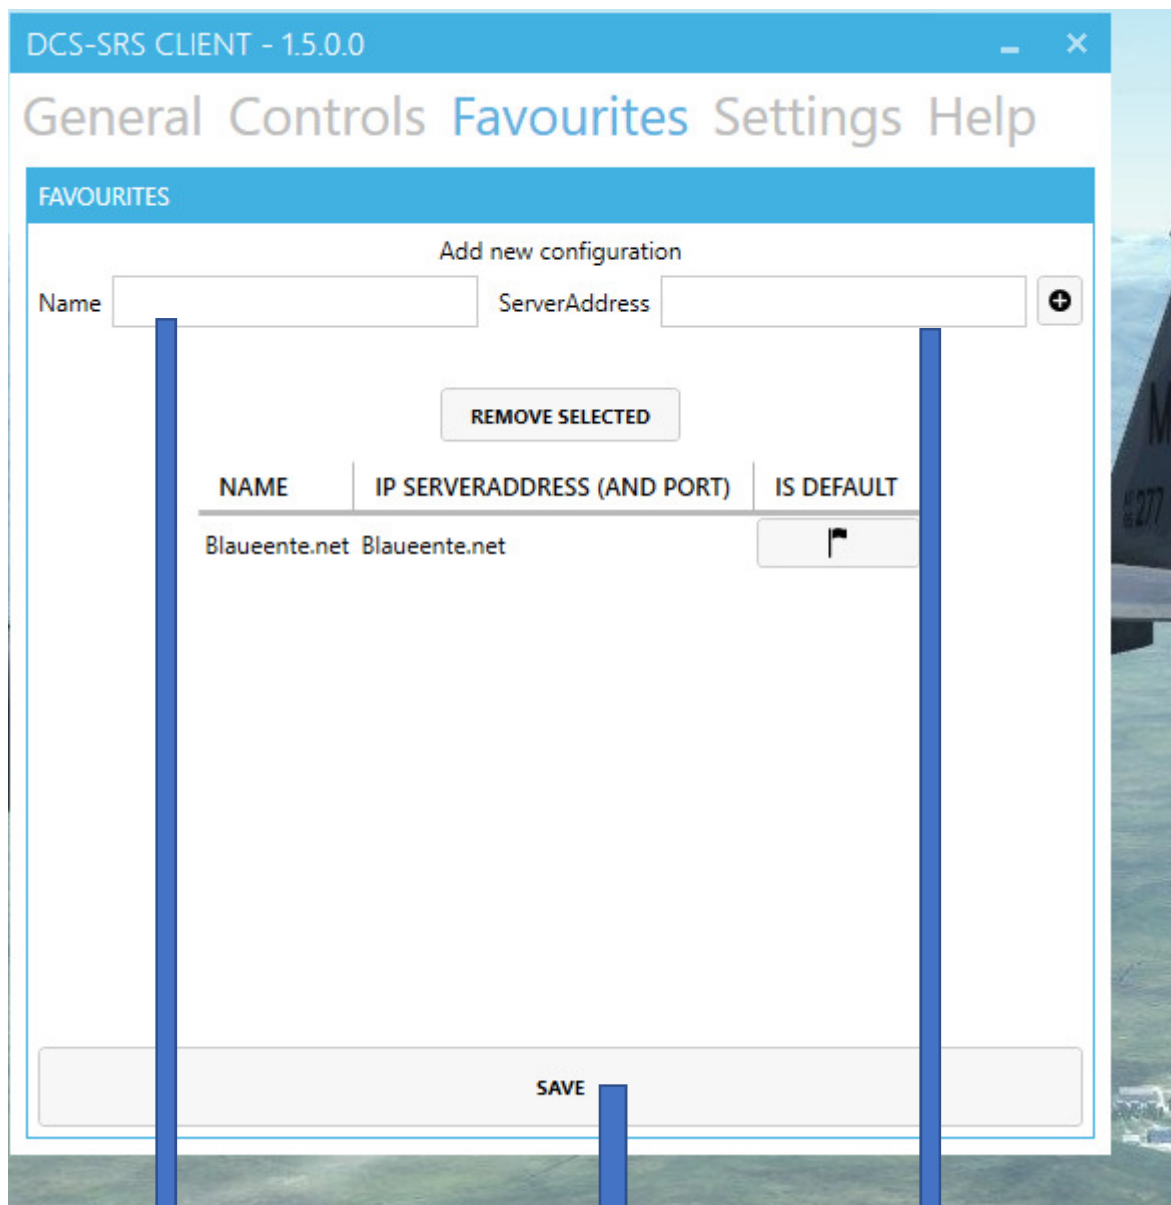 DCS-SRS CLIENT - 1.5.0.0
General Controls Favourites Settings Help
FAVOURITES
Add new configuration
Name ServerAddress
REMOVE SELECTED
NAME IP SERVERADDRESS (AND PORT) IS DEFAULT
Blaueente.net Blaueente.net
SAVE
M
277